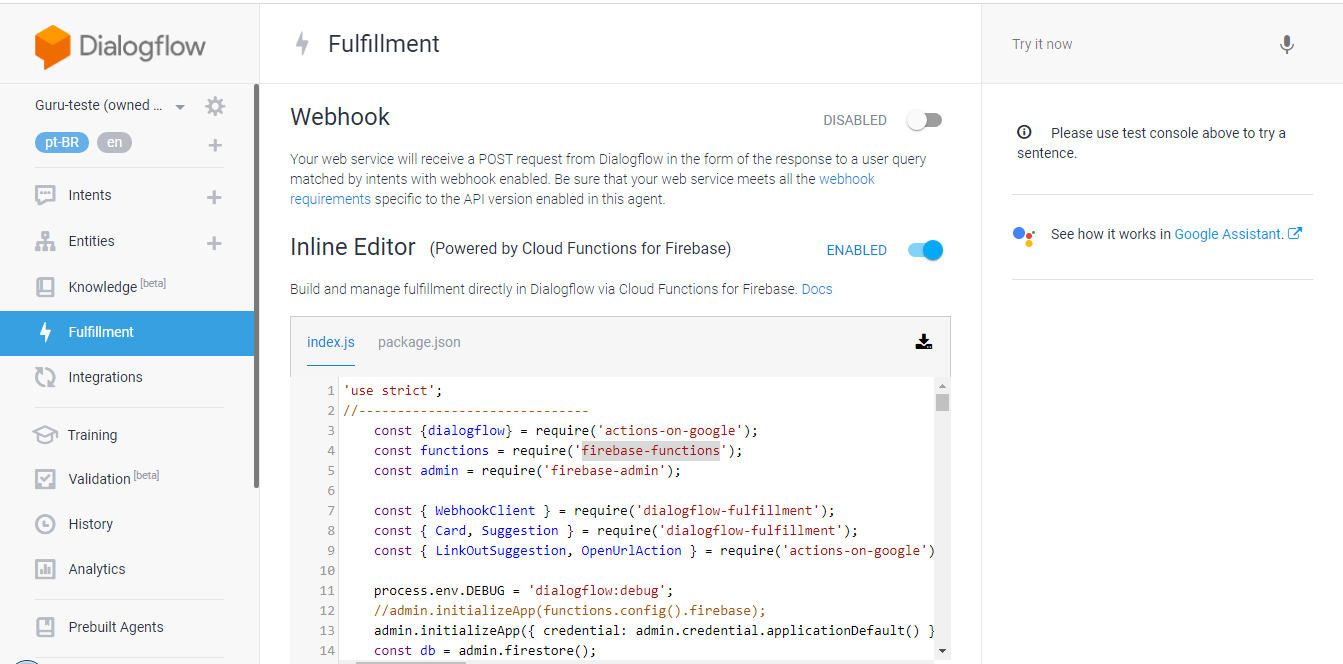 Dialogflow
Guru-teste (owned ...
pt-BR
en
+
Intents
+
Entities
+
Knowledge [beta]
Fulfillment
Integrations
Training
Validation [beta]
History
Analytics
Prebuilt Agents
Fulfillment
Webhook
DISABLED
Your web service will receive a POST request from Dialogflow in the form of the response to a user query
matched by intents with webhook enabled. Be sure that your web service meets all the webhook
requirements specific to the API version enabled in this agent.
Inline Editor (Powered by Cloud Functions for Firebase)
ENABLED
Build and manage fulfillment directly in Dialogflow via Cloud Functions for Firebase. Docs
index.js package.json
1 'use strict';
2 //------------------------------
3 const {dialogflow} = require('actions-on-google');
4 const functions = require('firebase-functions');
5 const admin = require('firebase-admin');
6
7 const { WebhookClient } = require('dialogflow-fulfillment');
8 const { Card, Suggestion } = require('dialogflow-fulfillment');
9 const { LinkOutSuggestion, OpenUrlAction } = require('actions-on-google')
10
11 process.env.DEBUG = 'dialogflow:debug';
12 //admin.initializeApp(functions.config().firebase);
13 admin.initializeApp({ credential: admin.credential.applicationDefault() }
14 const db = admin.firestore();
Try it now
Please use test console above to try a
sentence.
See how it works in Google Assistant.